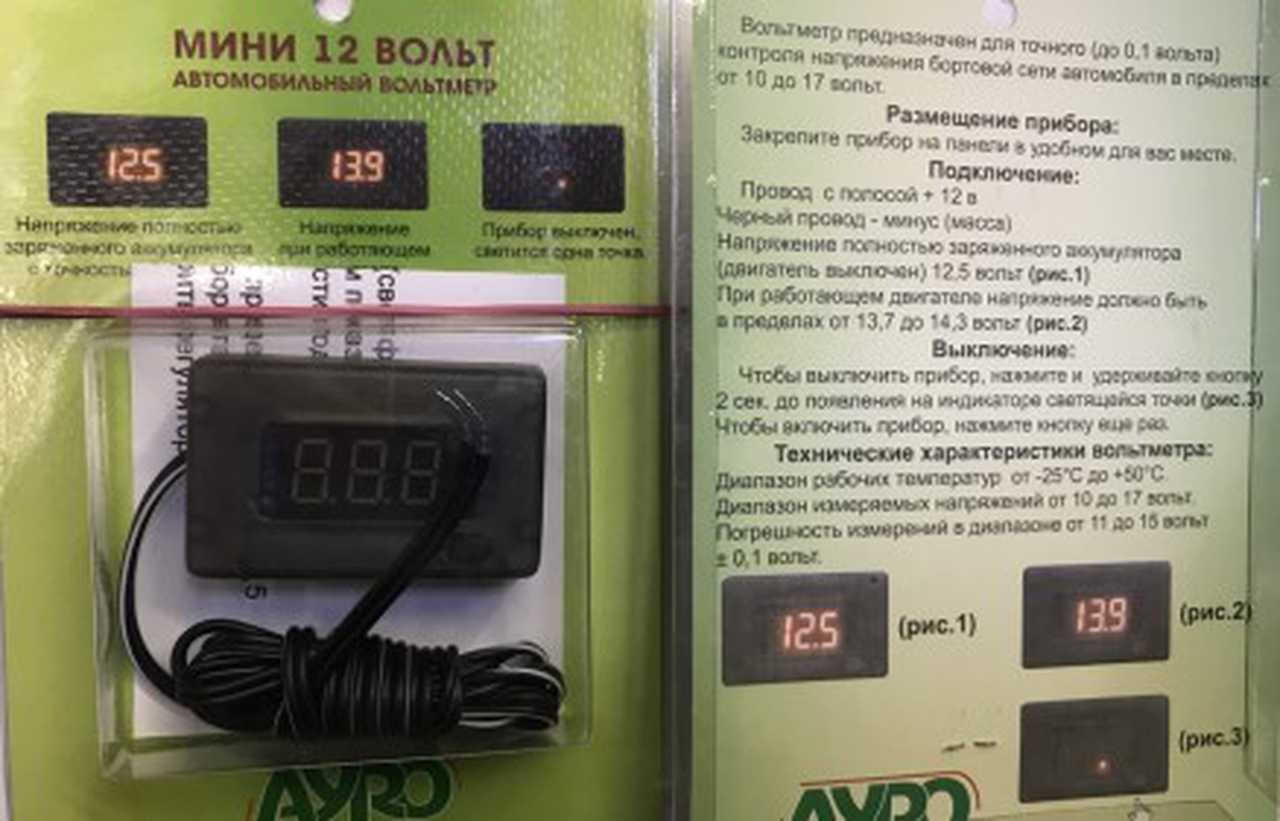 МИНИ 12 ВОЛЬТ
АВТОМОБИЛЬНЫЙ ВОЛЬТМЕТР
12.5
13.9
Напряжение полностью
заряженного аккумулятора
с точностью
Напряжение
при работающем
Прибор выключен,
светится одна точка.
8.8.8
5
АУРО
Вольтметр предназначен для точного (до 0,1 вольта)
контроля напряжения бортовой сети автомобиля в пределах
от 10 до 17 вольт.
Размещение прибора:
Закрепите прибор на панели в удобном для вас месте.
Подключение:
Провод с полосой + 12 в
Черный провод - минус (масса)
Напряжение полностью заряженного аккумулятора
(двигатель выключен) 12,5 вольт (рис.1)
При работающем двигателе напряжение должно быть
в пределах от 13,7 до 14,3 вольт (рис.2)
Выключение:
Чтобы выключить прибор, нажмите и удерживайте кнопку
2 сек. до появления на индикаторе светящейся точки (рис.3)
Чтобы включить прибор, нажмите кнопку еще раз.
Технические характеристики вольтметра:
Диапазон рабочих температур от -25°С до +50°С.
Диапазон измеряемых напряжений от 10 до 17 вольт.
Погрешность измерений в диапазоне от 11 до 15 вольт
± 0,1 вольт.
12.5
(рис.1)
13.9
(рис.2)
(рис.3)
АУРО